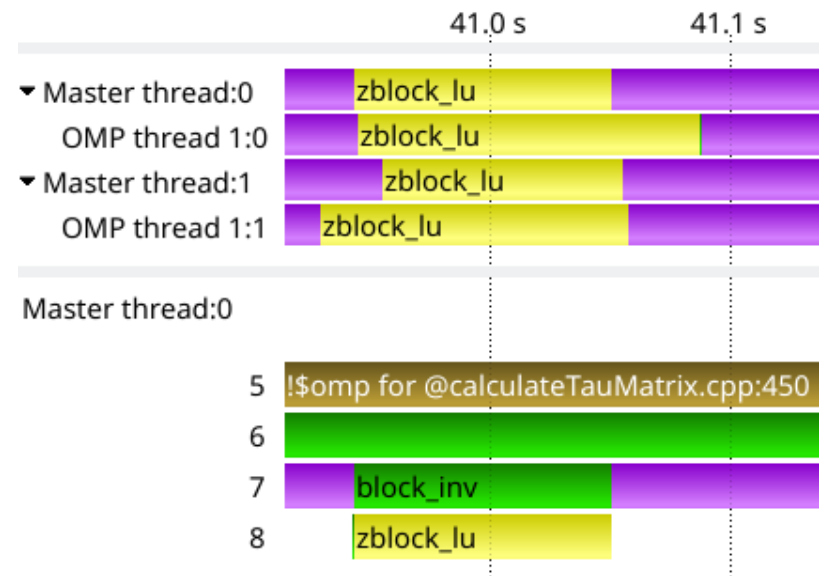 41.0 s 41.1 s
Master thread:0 zblock_lu
OMP thread 1:0 zblock_lu
Master thread:1 zblock_lu
OMP thread 1:1 zblock_lu
Master thread:0
5 !$omp for @calculateTauMatrix.cpp:450
6
7 block_inv
8 zblock_lu